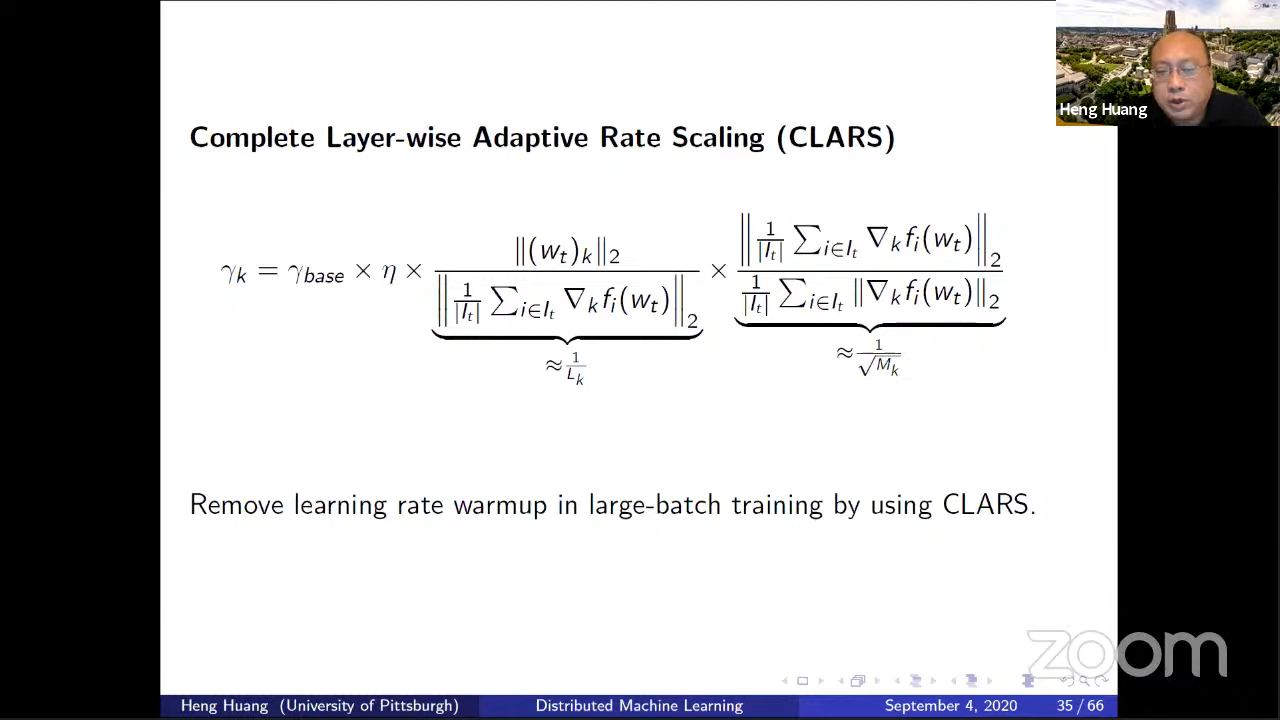 Heng Huang
Complete Layer-wise Adaptive Rate Scaling (CLARS)
γ_k = γ_base × η × ‖(w_t)_k‖_2 / ‖ 1/|I_t| ∑_{i∈I_t} ∇_k f_i(w_t) ‖_2 × ‖ 1/|I_t| ∑_{i∈I_t} ∇_k f_i(w_t) ‖_2 / 1/|I_t| ∑_{i∈I_t} ‖∇_k f_i(w_t)‖_2
≈ 1/L_k
≈ 1/√M_k
Remove learning rate warmup in large-batch training by using CLARS.
zoom
Heng Huang (University of Pittsburgh) Distributed Machine Learning September 4, 2020 35 / 66